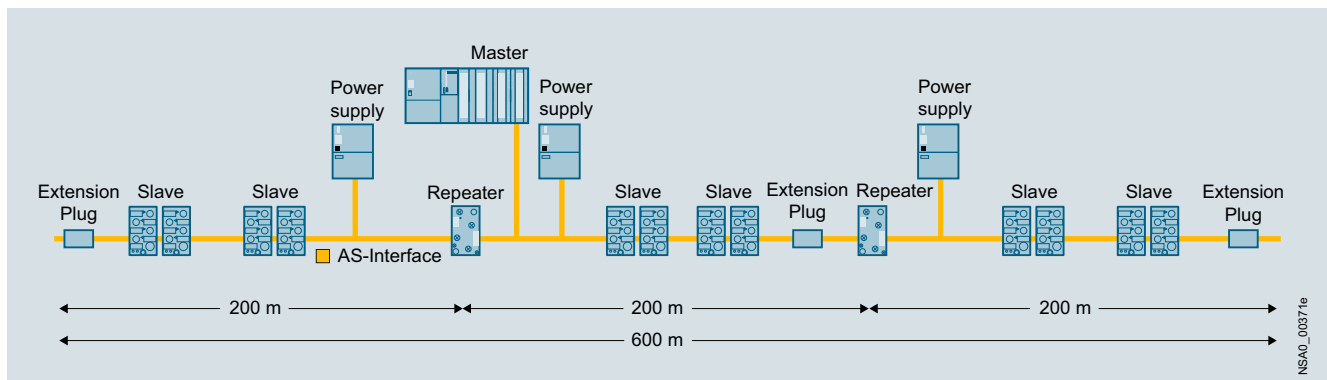 Master
Power
supply
Power
supply
Power
supply
Extension
Plug
Slave
Slave
Repeater
Slave
Slave
Extension
Plug
Repeater
Slave
Slave
Extension
Plug
AS-Interface
200 m
200 m
200 m
600 m
NSA0_00371e